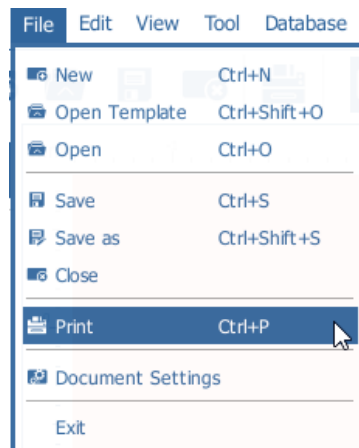 File Edit View Tool Database
New Ctrl+N
Open Template Ctrl+Shift+O
Open Ctrl+O
Save Ctrl+S
Save as Ctrl+Shift+S
Close
Print Ctrl+P
Document Settings
Exit